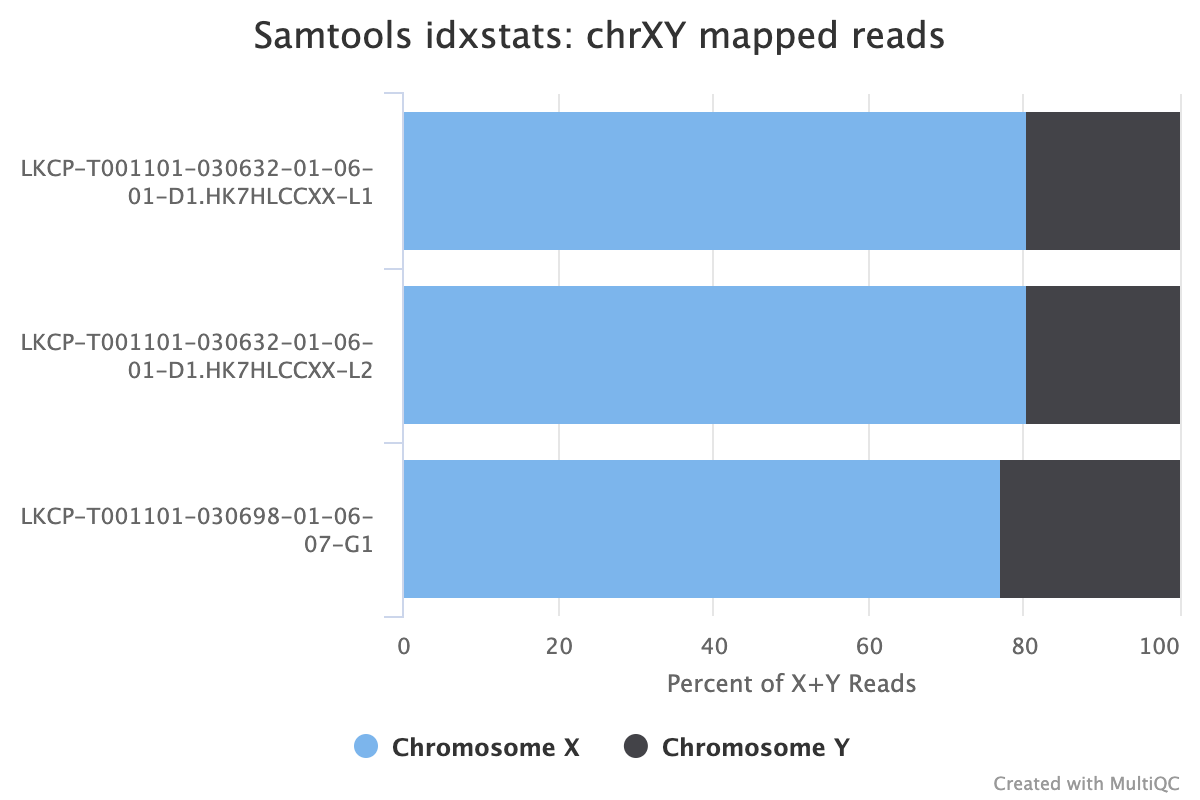 Samtools idxstats: chrXY mapped reads
LKCP-T001101-030632-01-06-
01-D1.HK7HLCCXX-L1
LKCP-T001101-030632-01-06-
01-D1.HK7HLCCXX-L2
LKCP-T001101-030698-01-06-
07-G1
0 20 40 60 80 100
Percent of X+Y Reads
Chromosome X Chromosome Y
Created with MultiQC